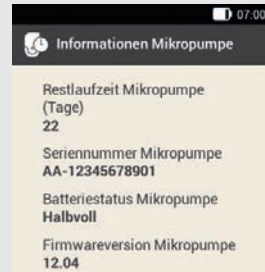 07:00
Informationen Mikropumpe
Restlaufzeit Mikropumpe
(Tage)
22
Seriennummer Mikropumpe
AA-12345678901
Batteriestatus Mikropumpe
Halbvoll
Firmwareversion Mikropumpe
12.04